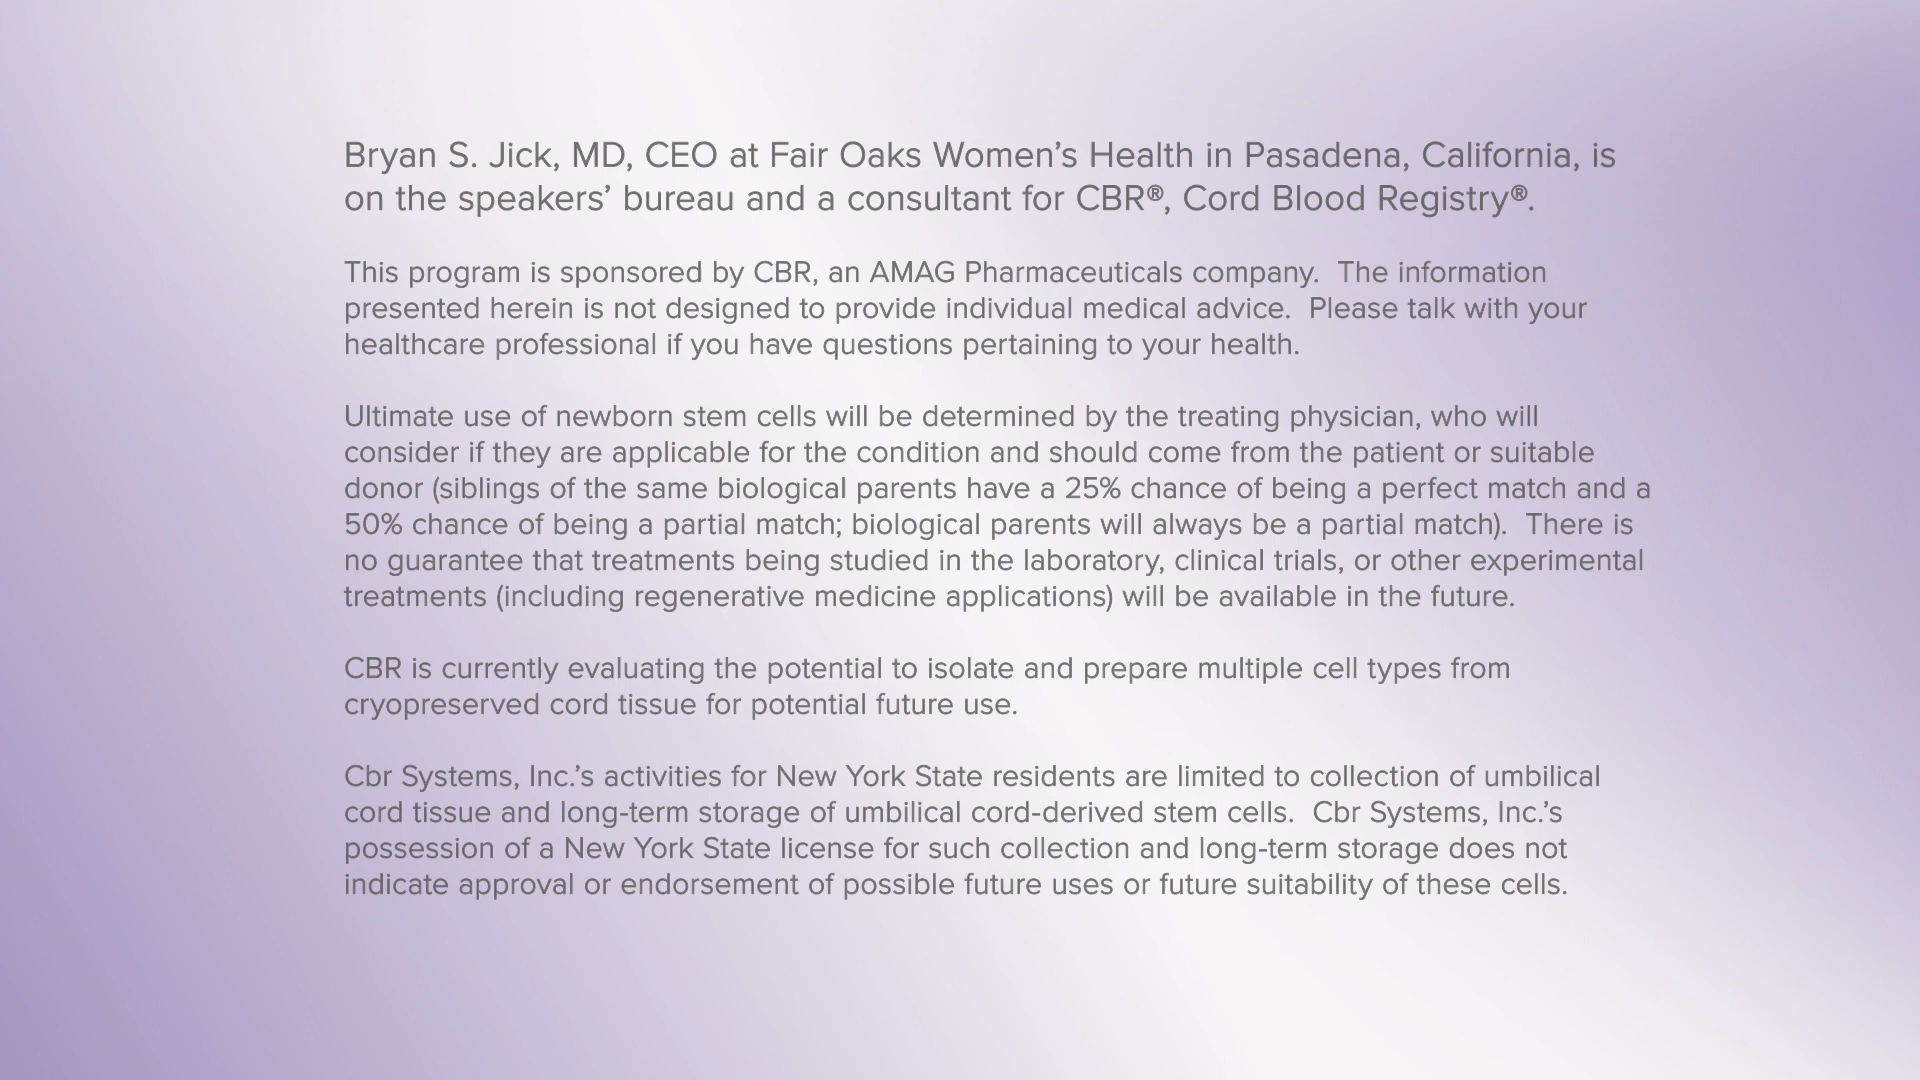 Bryan S. Jick, MD, CEO at Fair Oaks Women’s Health in Pasadena, California, is
on the speakers’ bureau and a consultant for CBR®, Cord Blood Registry®.
This program is sponsored by CBR, an AMAG Pharmaceuticals company.  The information
presented herein is not designed to provide individual medical advice.  Please talk with your
healthcare professional if you have questions pertaining to your health.
Ultimate use of newborn stem cells will be determined by the treating physician, who will
consider if they are applicable for the condition and should come from the patient or suitable
donor (siblings of the same biological parents have a 25% chance of being a perfect match and a
50% chance of being a partial match; biological parents will always be a partial match).  There is
no guarantee that treatments being studied in the laboratory, clinical trials, or other experimental
treatments (including regenerative medicine applications) will be available in the future.
CBR is currently evaluating the potential to isolate and prepare multiple cell types from
cryopreserved cord tissue for potential future use.
Cbr Systems, Inc.’s activities for New York State residents are limited to collection of umbilical
cord tissue and long-term storage of umbilical cord-derived stem cells.  Cbr Systems, Inc.’s
possession of a New York State license for such collection and long-term storage does not
indicate approval or endorsement of possible future uses or future suitability of these cells.